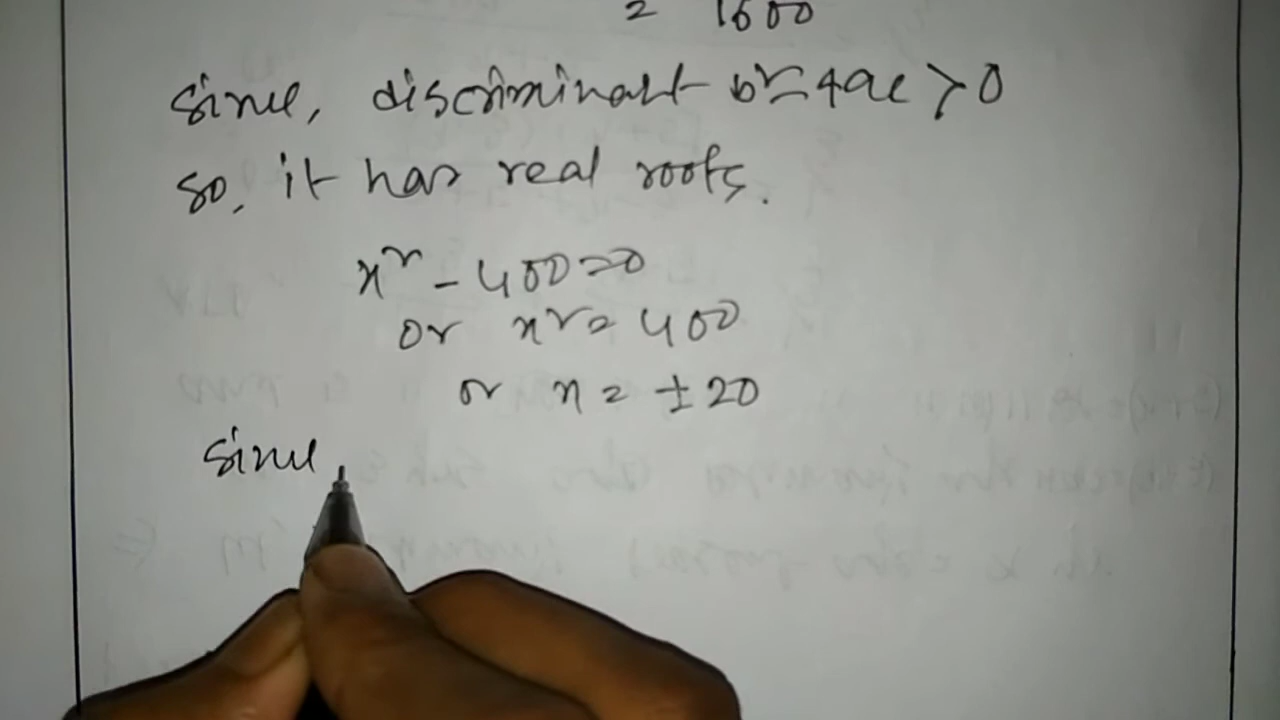 = 1600
Since, discriminant b²-4ac > 0
So, it has real roots.
x² - 400 = 0
or x² = 400
or x = ± 20
Since,